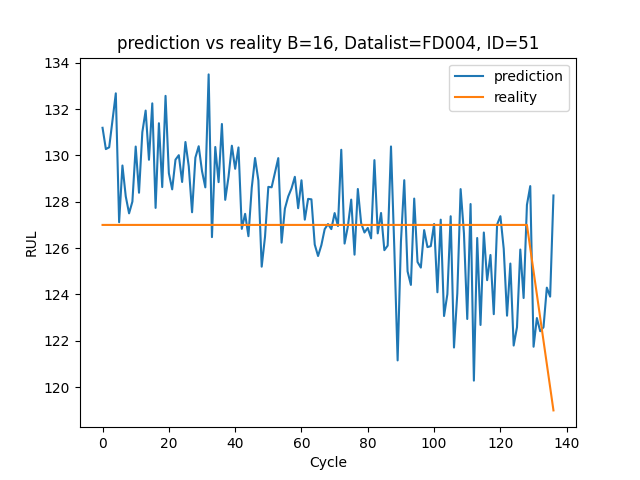 prediction vs reality B=16, Datalist=FD004, ID=51
prediction
reality
134
132
130
128
126
124
122
120
RUL
0 20 40 60 80 100 120 140
Cycle